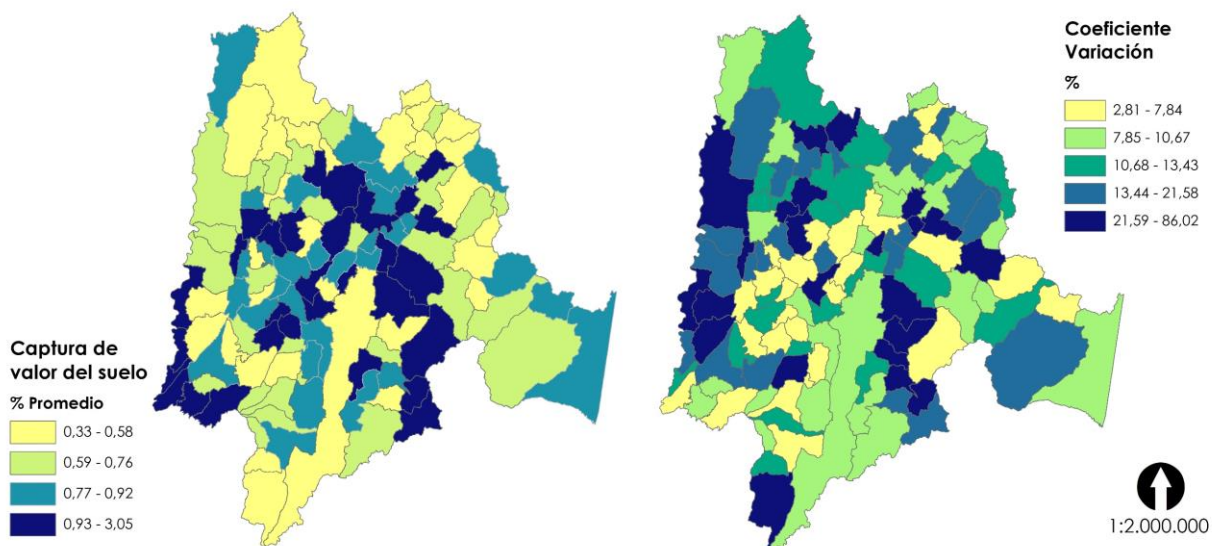 Captura de
valor del suelo
% Promedio
0,33 - 0,58
0,59 - 0,76
0,77 - 0,92
0,93 - 3,05
Coeficiente
Variación
%
2,81 - 7,84
7,85 - 10,67
10,68 - 13,43
13,44 - 21,58
21,59 - 86,02
1:2.000.000